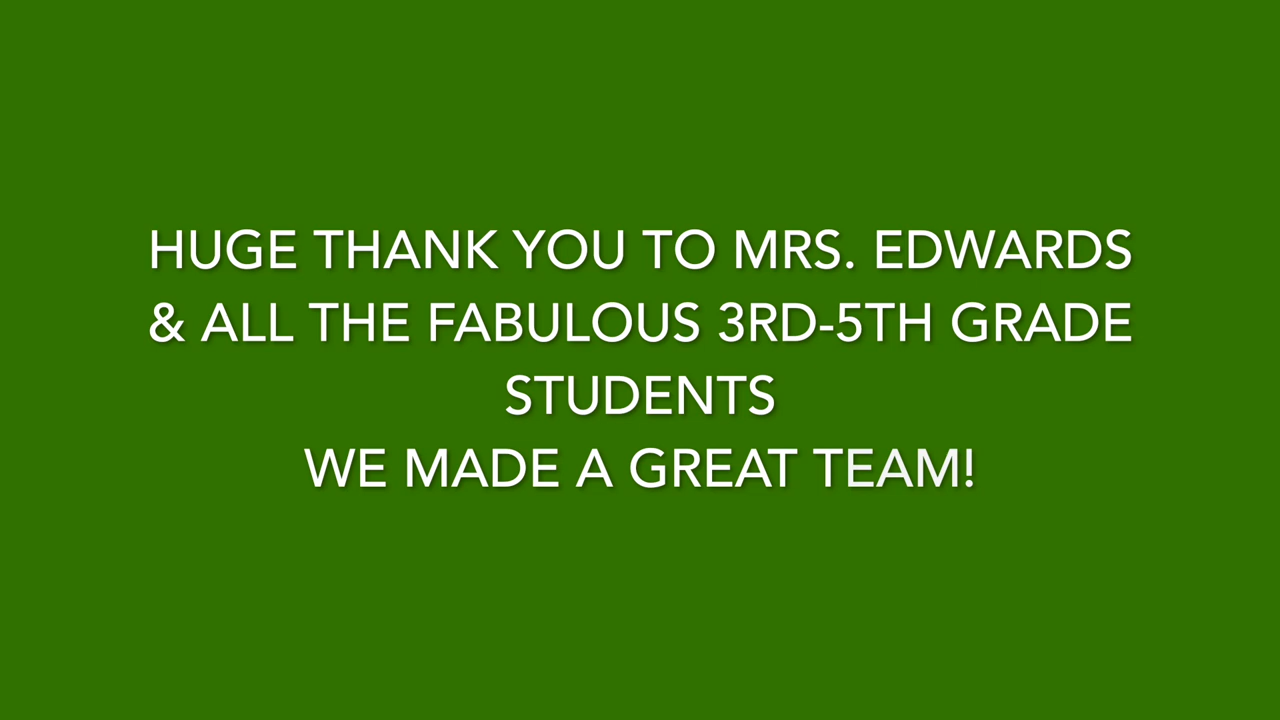 HUGE THANK YOU TO MRS. EDWARDS
& ALL THE FABULOUS 3RD-5TH GRADE
STUDENTS
WE MADE A GREAT TEAM!